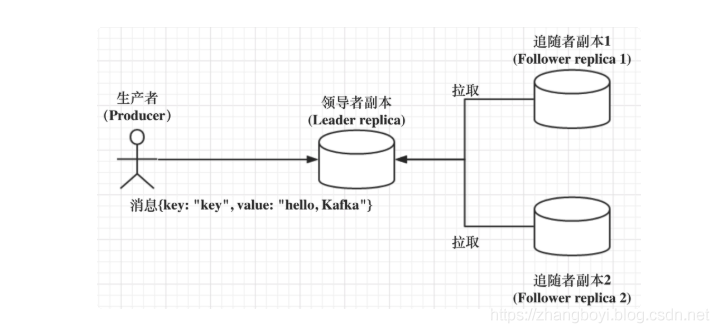 追随者副本1
(Follower replica 1)
拉取
生产者
(Producer)
领导者副本
(Leader replica)
消息{key: "key", value: "hello, Kafka"}
拉取
追随者副本2
(Follower replica 2)
https://zhangboyi.blog.csdn.net